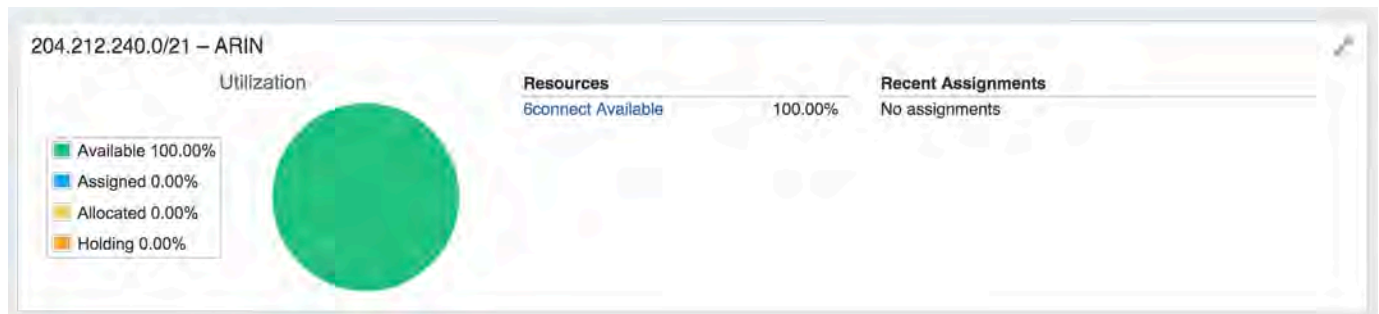 204.212.240.0/21 – ARIN
Utilization
Available 100.00%
Assigned 0.00%
Allocated 0.00%
Holding 0.00%
Resources
6connect Available 100.00%
Recent Assignments
No assignments